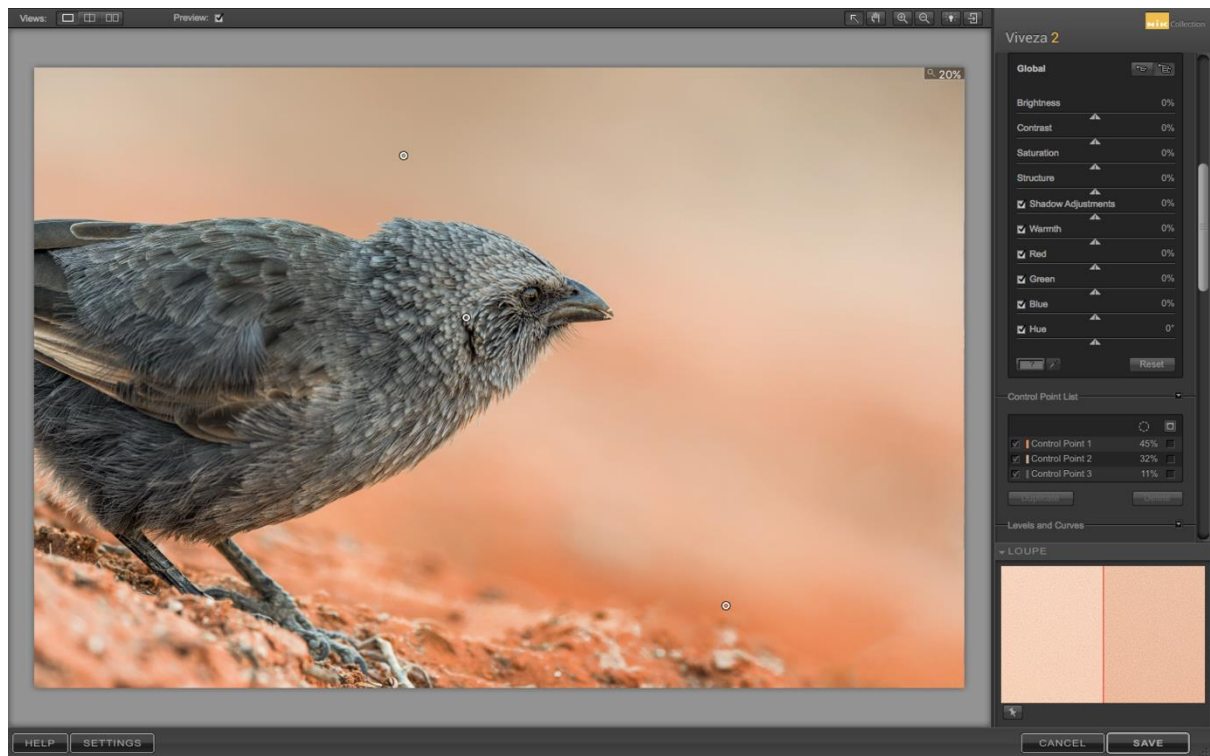 Views:
Preview:
20%
Nik Collection
Viveza 2
Global
Brightness 0%
Contrast 0%
Saturation 0%
Structure 0%
Shadow Adjustments 0%
Warmth 0%
Red 0%
Green 0%
Blue 0%
Hue 0°
Reset
Control Point List
Control Point 1 45%
Control Point 2 32%
Control Point 3 11%
Duplicate Delete
Levels and Curves
LOUPE
HELP SETTINGS CANCEL SAVE